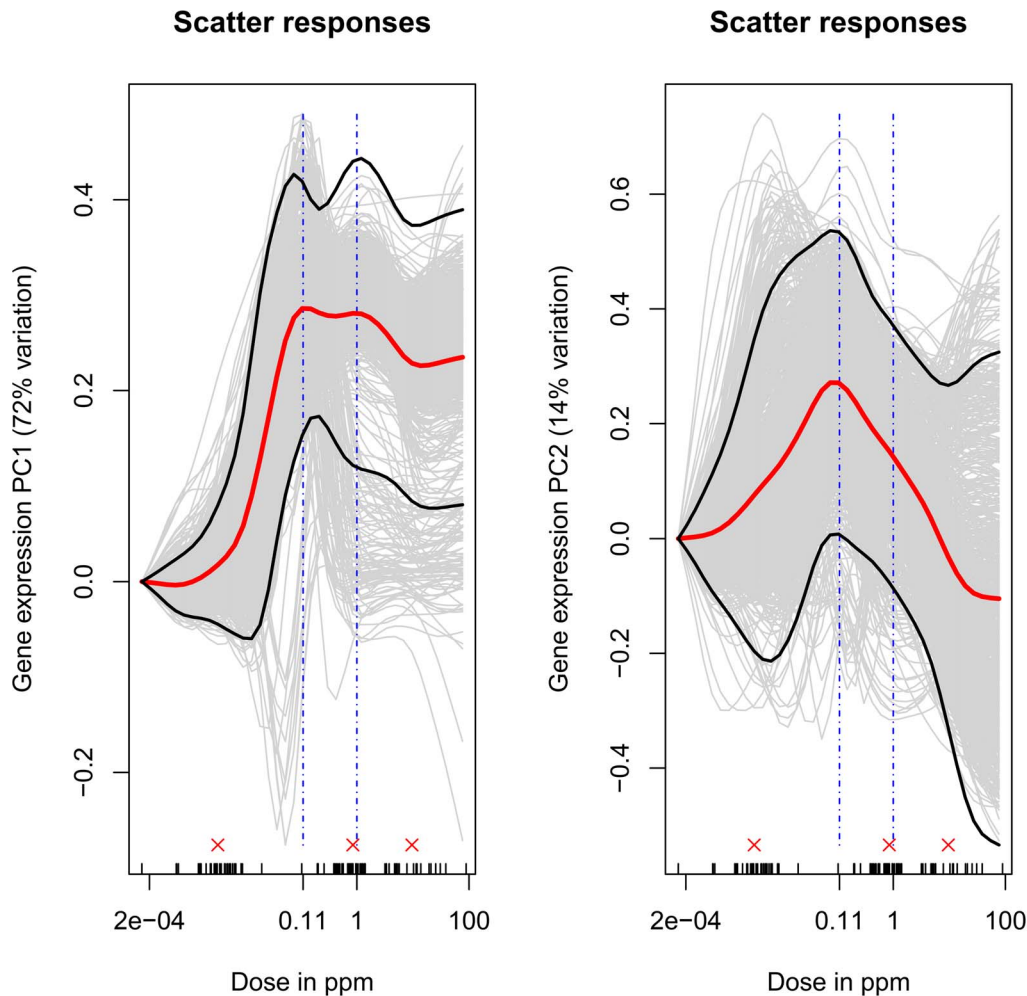 Scatter responses
Gene expression PC1 (72% variation)
0.4
0.2
0.0
−0.2
2e−04
0.11
1
100
Dose in ppm
Scatter responses
Gene expression PC2 (14% variation)
0.6
0.4
0.2
0.0
−0.2
−0.4
2e−04
0.11
1
100
Dose in ppm